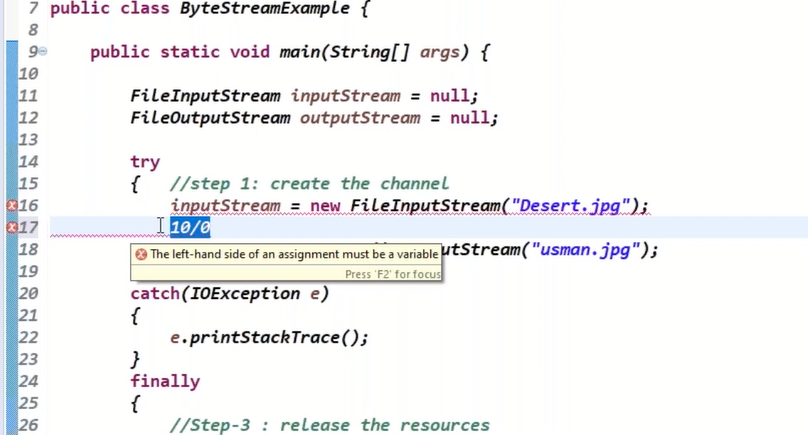 7 public class ByteStreamExample {
8
9 public static void main(String[] args) {
10
11 FileInputStream inputStream = null;
12 FileOutputStream outputStream = null;
13
14 try
15 { //step 1: create the channel
16 inputStream = new FileInputStream("Desert.jpg");
17 10/0
The left-hand side of an assignment must be a variable
Press 'F2' for focus
18 utStream("usman.jpg");
19
20 catch(IOException e)
21 {
22 e.printStackTrace();
23 }
24 finally
25 {
26 //Step-3 : release the resources